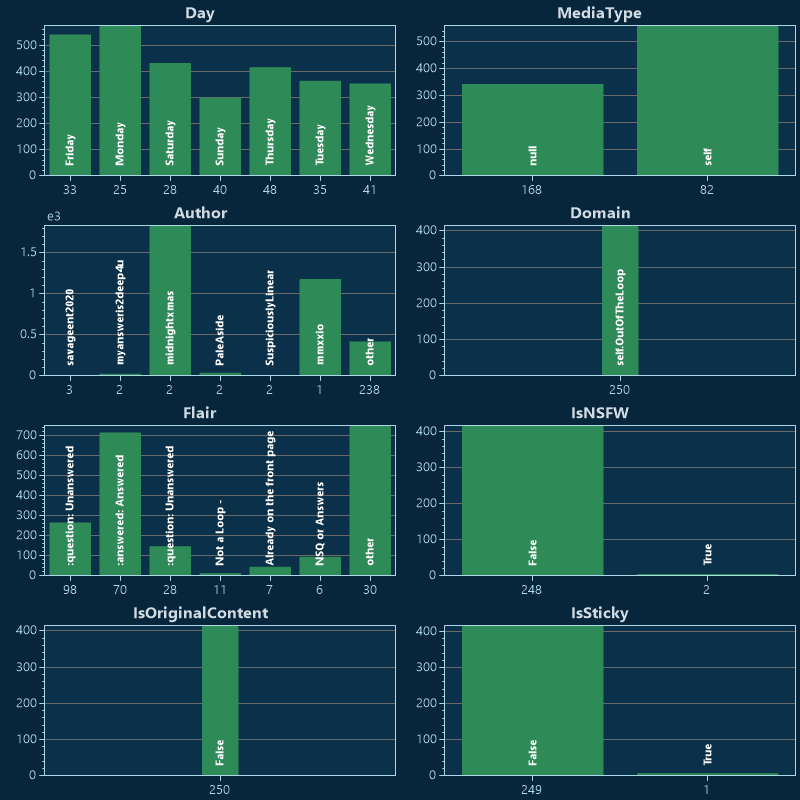 Day
500
400
300
200
100
0
Friday
Monday
Saturday
Sunday
Thursday
Tuesday
Wednesday
33 25 28 40 48 35 41
MediaType
500
400
300
200
100
0
null
self
168 82
Author
1e3
1.5
1
0.5
0
savageent2020
myansweris2deep4u
midnightxmas
PaleAside
SuspiciouslyLinear
mmxxio
other
3 2 2 2 2 1 238
Domain
400
300
200
100
0
self.OutOfTheLoop
250
Flair
700
600
500
400
300
200
100
0
:question: Unanswered
:answered: Answered
:question: Unanswered
Not a Loop -
Already on the front page
NSQ or Answers
other
98 70 28 11 7 6 30
IsNSFW
400
300
200
100
0
False
True
248 2
IsOriginalContent
400
300
200
100
0
False
250
IsSticky
400
300
200
100
0
False
True
249 1